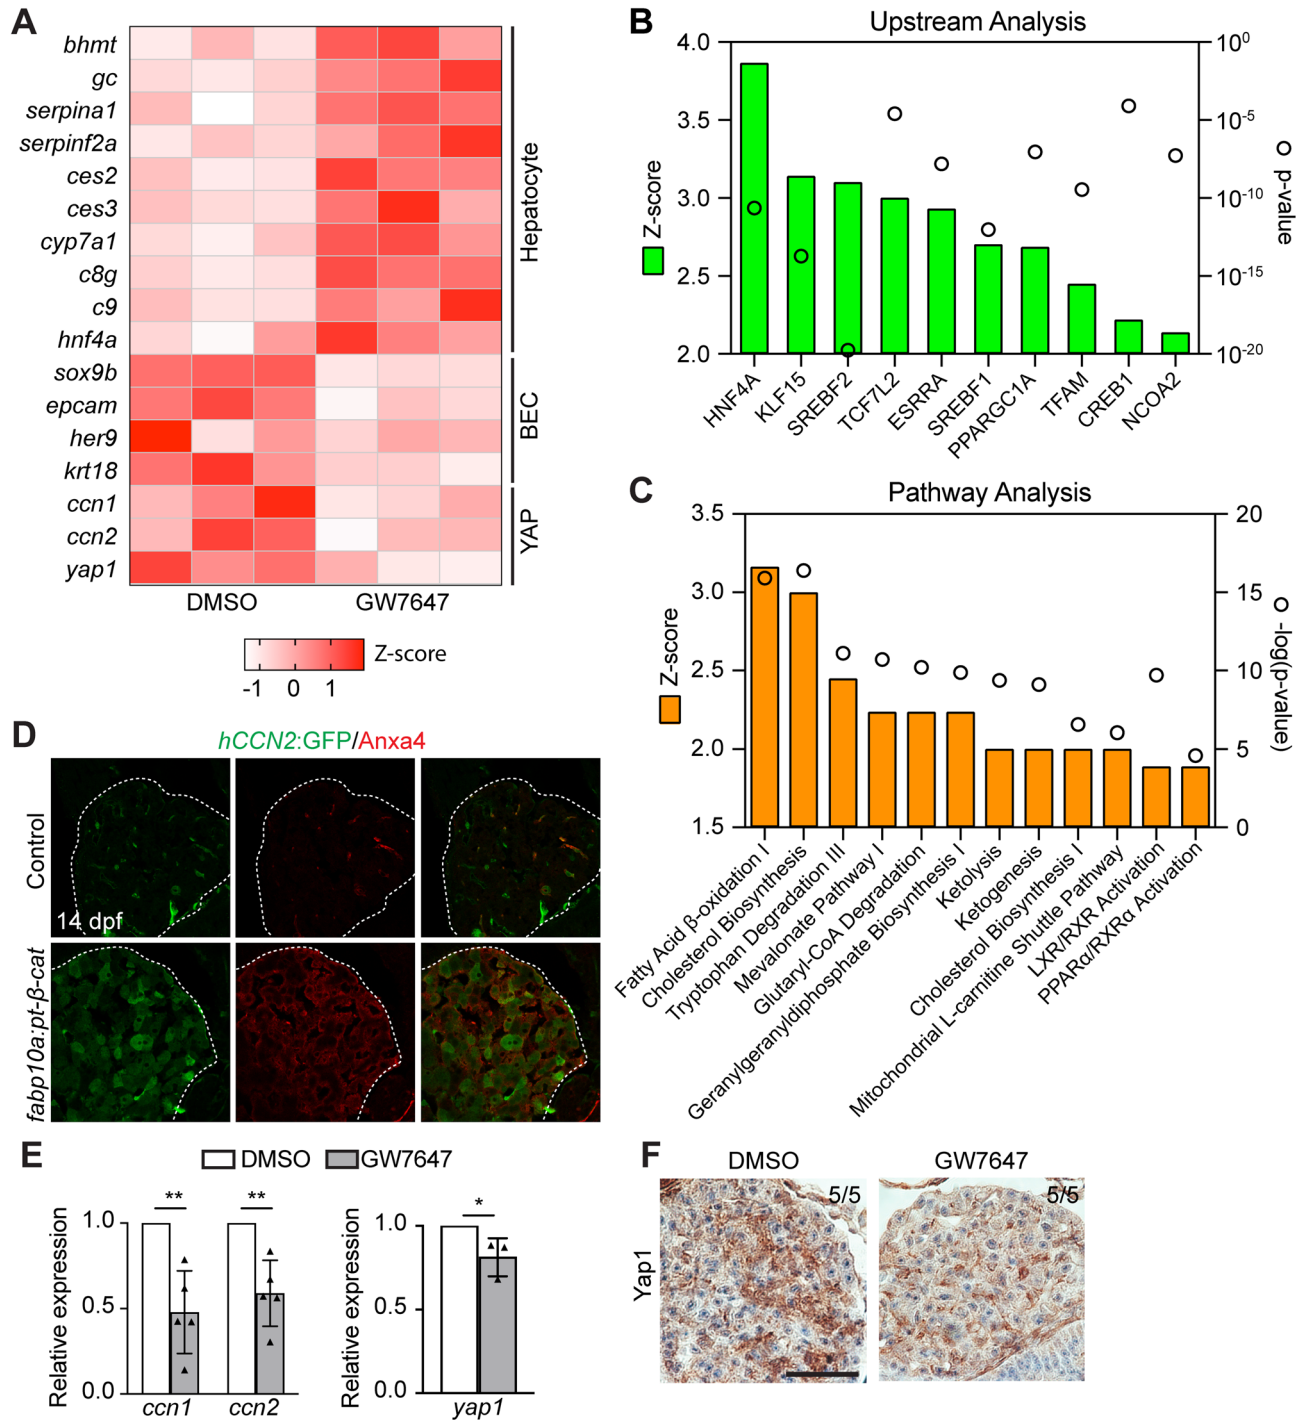 A
bhmt
gc
serpina1
serpinf2a
ces2
ces3
cyp7a1
c8g
c9
hnf4a
sox9b
epcam
her9
krt18
ccn1
ccn2
yap1
Hepatocyte
BEC
YAP
DMSO GW7647
-1 0 1 Z-score
B
Upstream Analysis
4.0
3.5
3.0
2.5
2.0
Z-score
10^0
10^-5
10^-10
10^-15
10^-20
p-value
HNF4A
KLF15
SREBF2
TCF7L2
ESRRA
SREBF1
PPARGC1A
TFAM
CREB1
NCOA2
C
Pathway Analysis
3.5
3.0
2.5
2.0
1.5
Z-score
20
15
10
5
0
-log(p-value)
Fatty Acid β-oxidation I
Cholesterol Biosynthesis
Tryptophan Degradation III
Mevalonate Pathway I
Glutaryl-CoA Degradation
Geranylgeranyldiphosphate Biosynthesis I
Ketolysis
Ketogenesis
Cholesterol Biosynthesis I
Mitochondrial L-carnitine Shuttle Pathway
LXR/RXR Activation
PPARα/RXRα Activation
D
hCCN2:GFP/Anxa4
Control
14 dpf
fabp10a:pt-β-cat
E
DMSO GW7647
Relative expression
1.0
0.5
0.0
** **
ccn1 ccn2
Relative expression
1.0
0.5
0.0
*
yap1
F
DMSO GW7647
5/5 5/5
Yap1